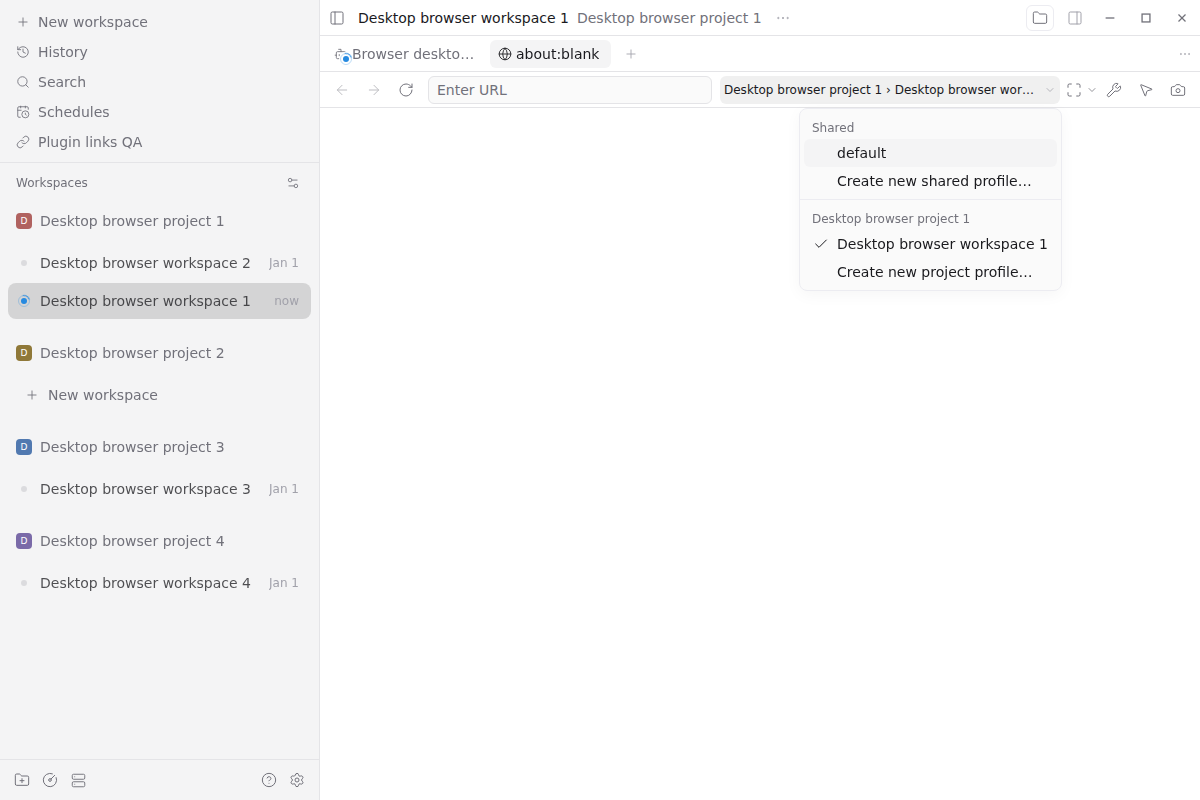 New workspace
History
Search
Schedules
Plugin links QA
Workspaces
D Desktop browser project 1
Desktop browser workspace 2 Jan 1
Desktop browser workspace 1 now
D Desktop browser project 2
New workspace
D Desktop browser project 3
Desktop browser workspace 3 Jan 1
D Desktop browser project 4
Desktop browser workspace 4 Jan 1
Desktop browser workspace 1 Desktop browser project 1
Browser deskto... about:blank
Enter URL Desktop browser project 1 › Desktop browser wor...
Shared
default
Create new shared profile...
Desktop browser project 1
Desktop browser workspace 1
Create new project profile...